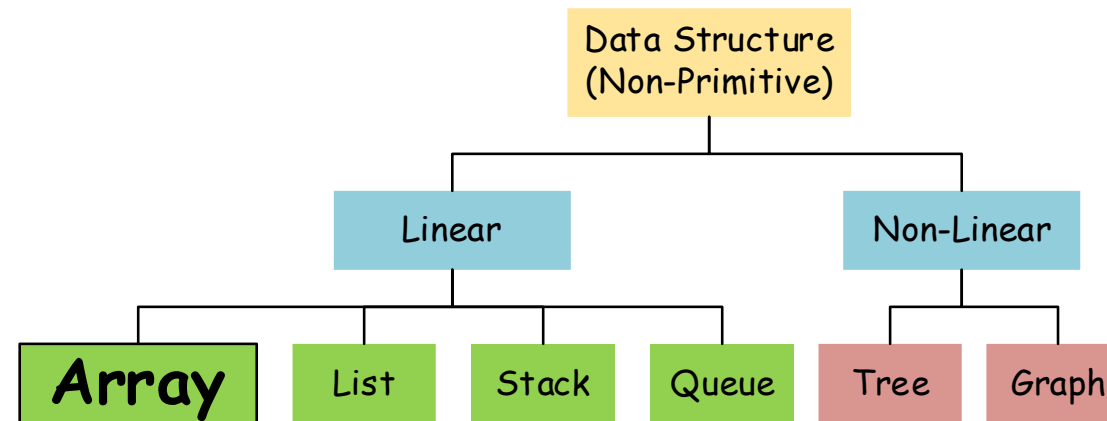 Data Structure
(Non-Primitive)
Linear
Non-Linear
Array
List
Stack
Queue
Tree
Graph